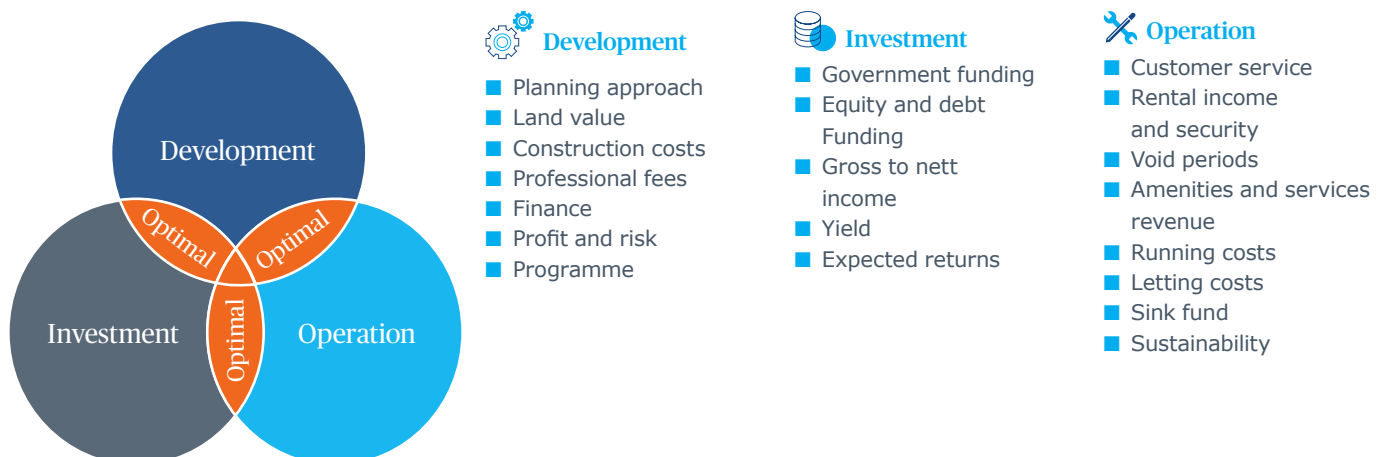 Development
Optimal
Optimal
Investment
Optimal
Operation
Development
Planning approach
Land value
Construction costs
Professional fees
Finance
Profit and risk
Programme
Investment
Government funding
Equity and debt
Funding
Gross to nett
income
Yield
Expected returns
Operation
Customer service
Rental income
and security
Void periods
Amenities and services
revenue
Running costs
Letting costs
Sink fund
Sustainability